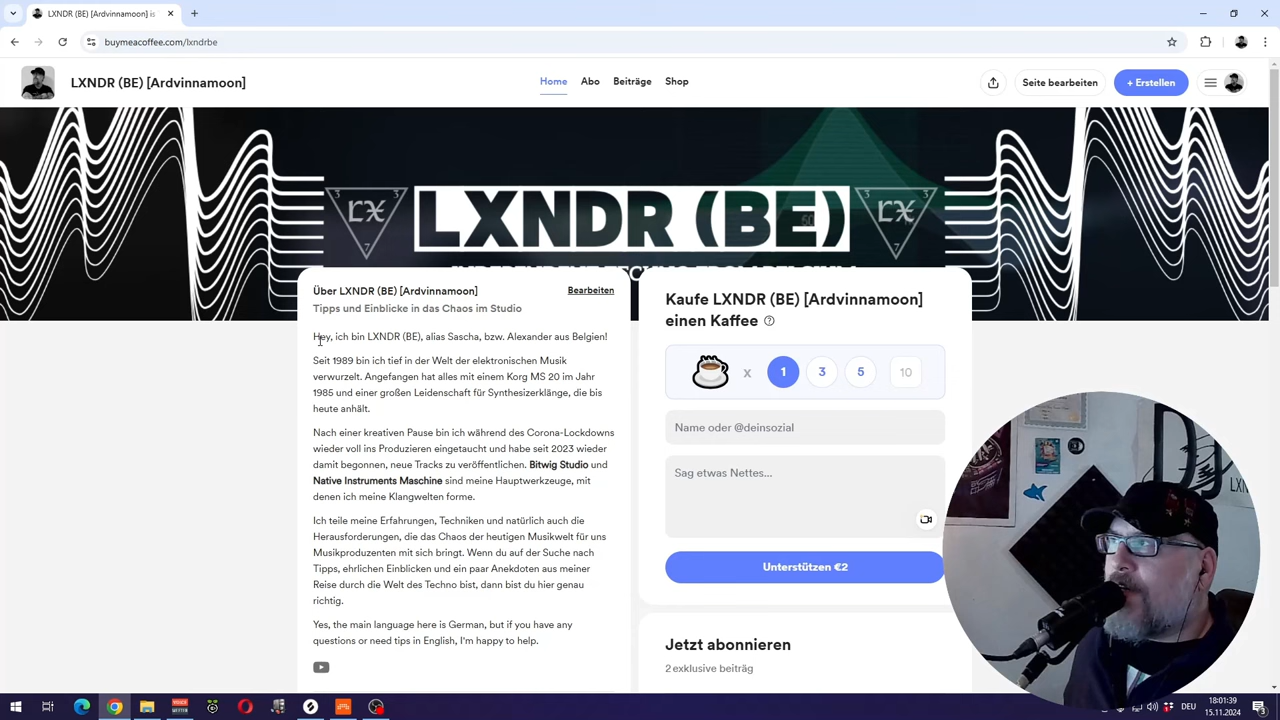 LXNDR (BE) [Ardvinnamoon] is
buymeacoffee.com/lxndrbe
LXNDR (BE) [Ardvinnamoon]
Home
Abo
Beiträge
Shop
Seite bearbeiten
+ Erstellen
3 3
LX
7
LXNDR (BE)
3 3
LX
7
Über LXNDR (BE) [Ardvinnamoon]
Bearbeiten
Tipps und Einblicke in das Chaos im Studio
Hey, ich bin LXNDR (BE), alias Sascha, bzw. Alexander aus Belgien!
Seit 1989 bin ich tief in der Welt der elektronischen Musik
verwurzelt. Angefangen hat alles mit einem Korg MS 20 im Jahr
1985 und einer großen Leidenschaft für Synthesizerklänge, die bis
heute anhält.
Nach einer kreativen Pause bin ich während des Corona-Lockdowns
wieder voll ins Produzieren eingetaucht und habe seit 2023 wieder
damit begonnen, neue Tracks zu veröffentlichen. Bitwig Studio und
Native Instruments Maschine sind meine Hauptwerkzeuge, mit
denen ich meine Klangwelten forme.
Ich teile meine Erfahrungen, Techniken und natürlich auch die
Herausforderungen, die das Chaos der heutigen Musikwelt für uns
Musikproduzenten mit sich bringt. Wenn du auf der Suche nach
Tipps, ehrlichen Einblicken und ein paar Anekdoten aus meiner
Reise durch die Welt des Techno bist, dann bist du hier genau
richtig.
Yes, the main language here is German, but if you have any
questions or need tips in English, I'm happy to help.
Kaufe LXNDR (BE) [Ardvinnamoon]
einen Kaffee
x 1 3 5 10
Name oder @deinsozial
Sag etwas Nettes...
Unterstützen €2
Jetzt abonnieren
2 exklusive beiträg
DEU
18:01:39
15.11.2024